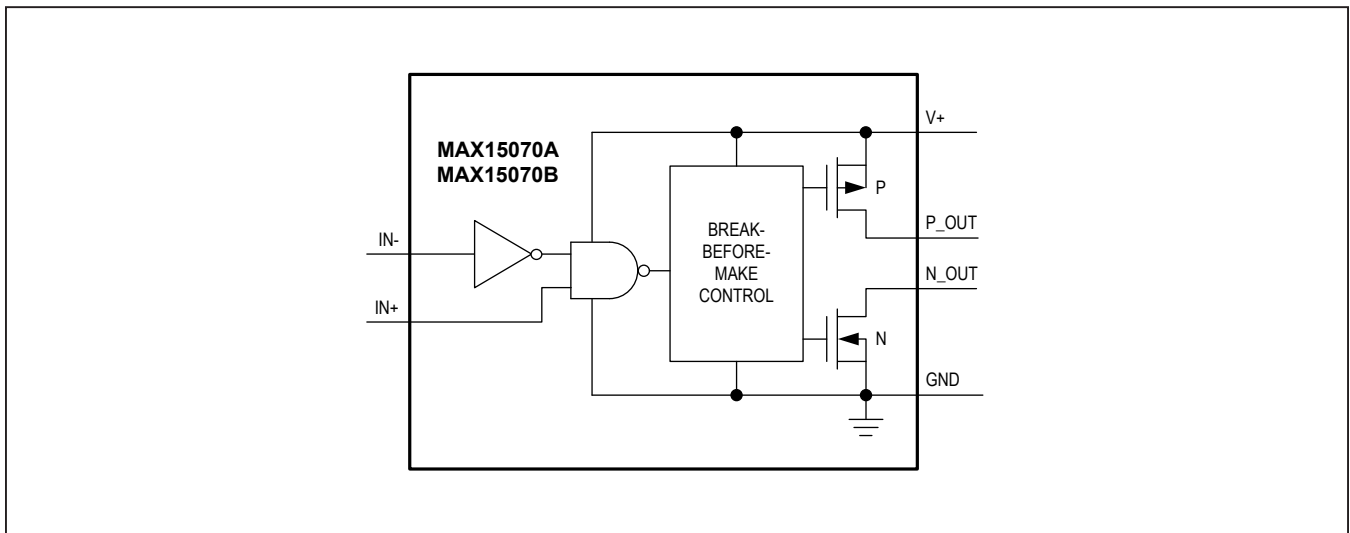 MAX15070A
MAX15070B
IN-
IN+
BREAK-
BEFORE-
MAKE
CONTROL
V+
P
P_OUT
N_OUT
N
GND